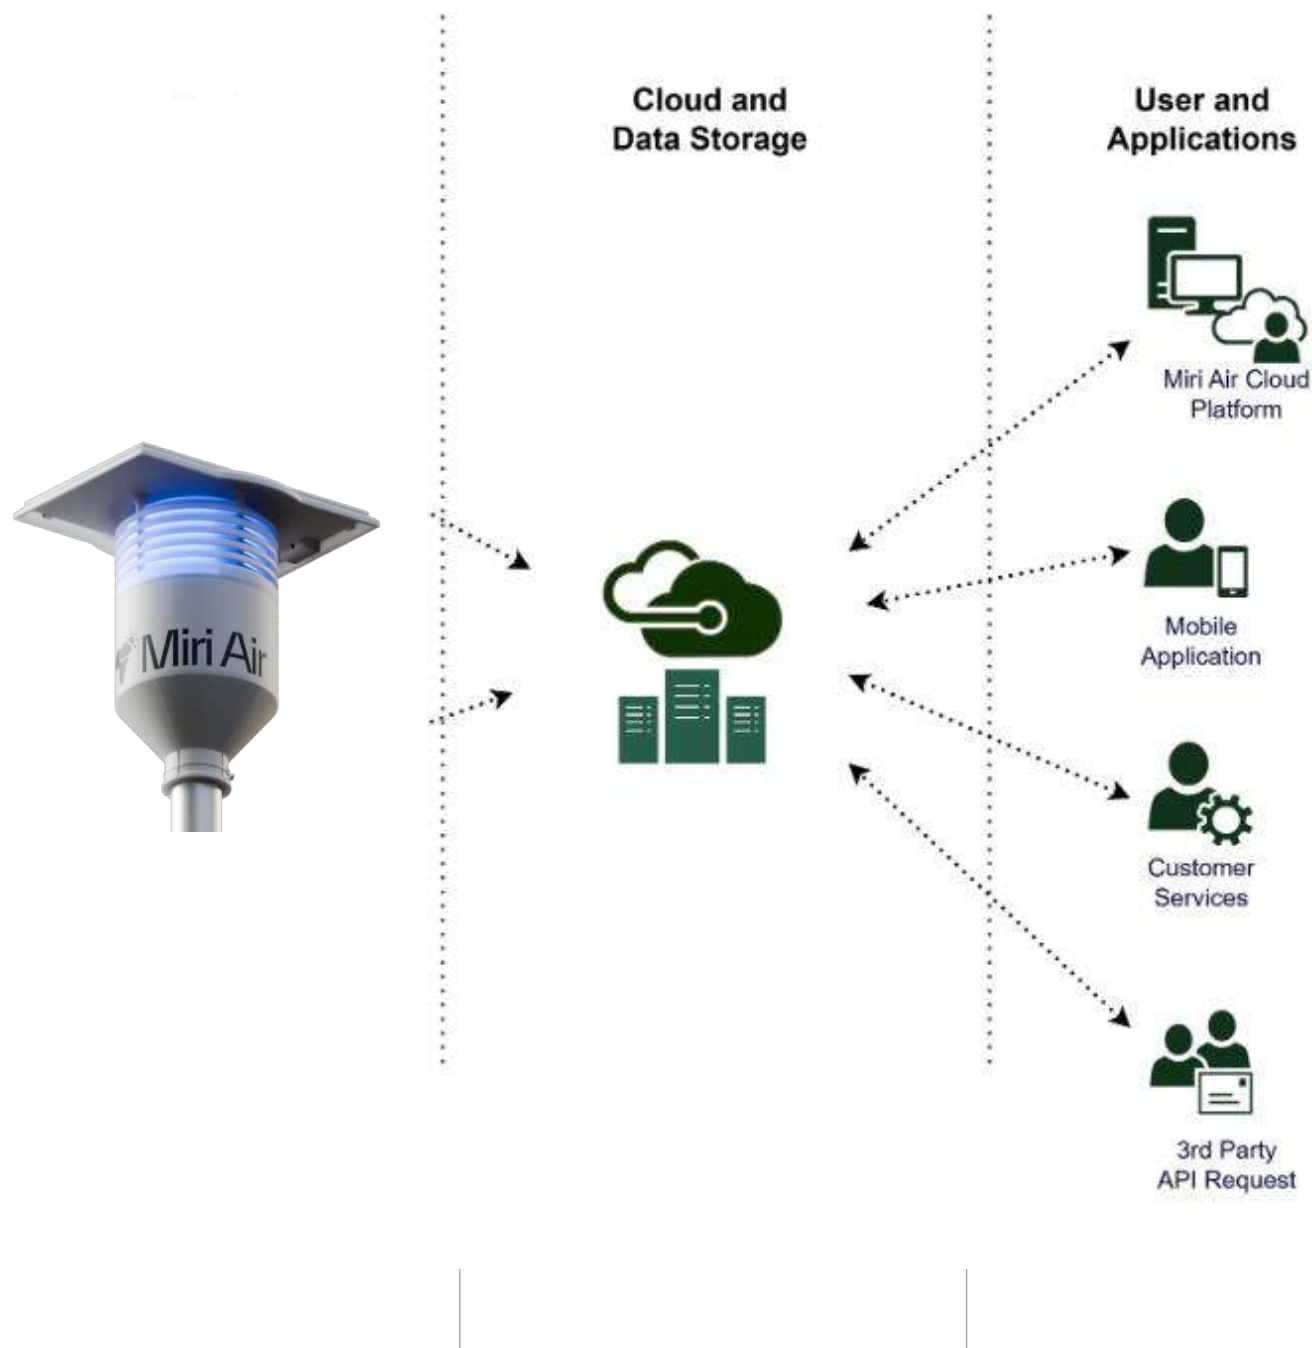 Cloud and
Data Storage
User and
Applications
Miri Air Cloud
Platform
Mobile
Application
Miri Air
Customer
Services
3rd Party
API Request